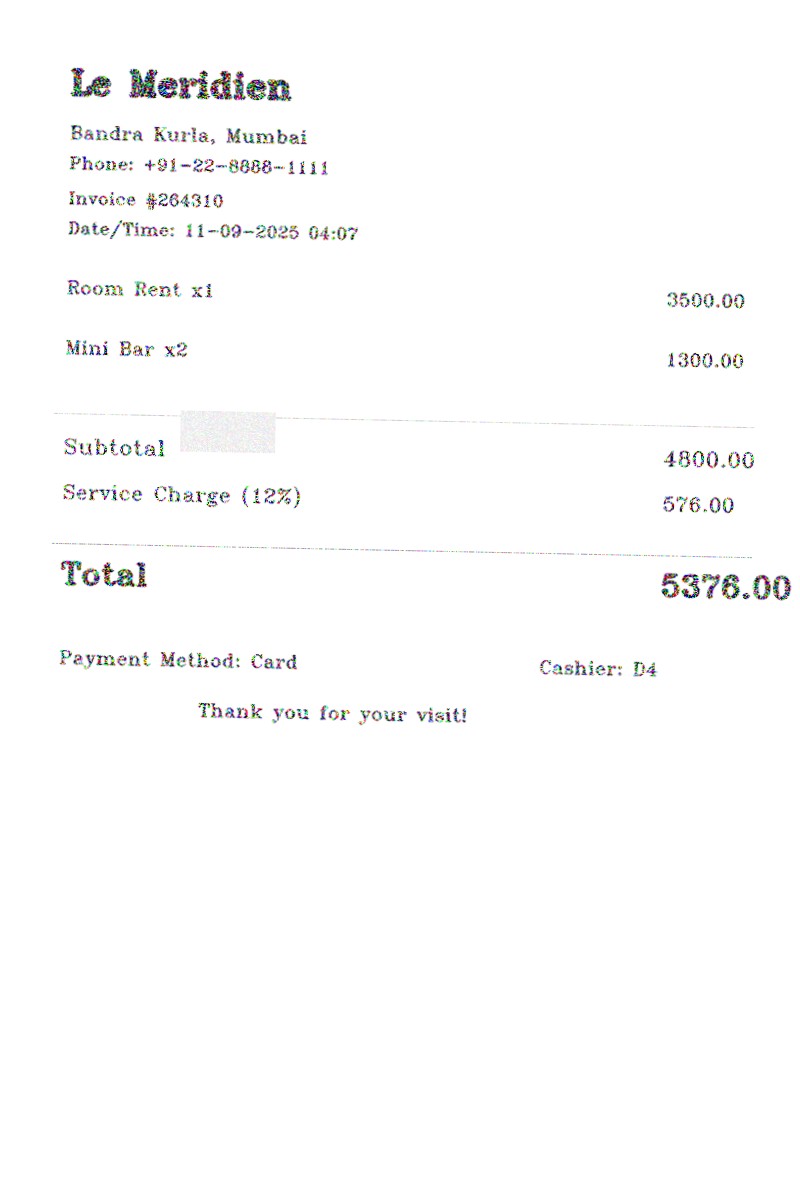 Le Meridien
Bandra Kurla, Mumbai
Phone: +91-22-8888-1111
Invoice #264310
Date/Time: 11-09-2025 04:07
Room Rent x1 3500.00
Mini Bar x2 1300.00
Subtotal 4800.00
Service Charge (12%) 576.00
Total 5376.00
Payment Method: Card Cashier: D4
Thank you for your visit!